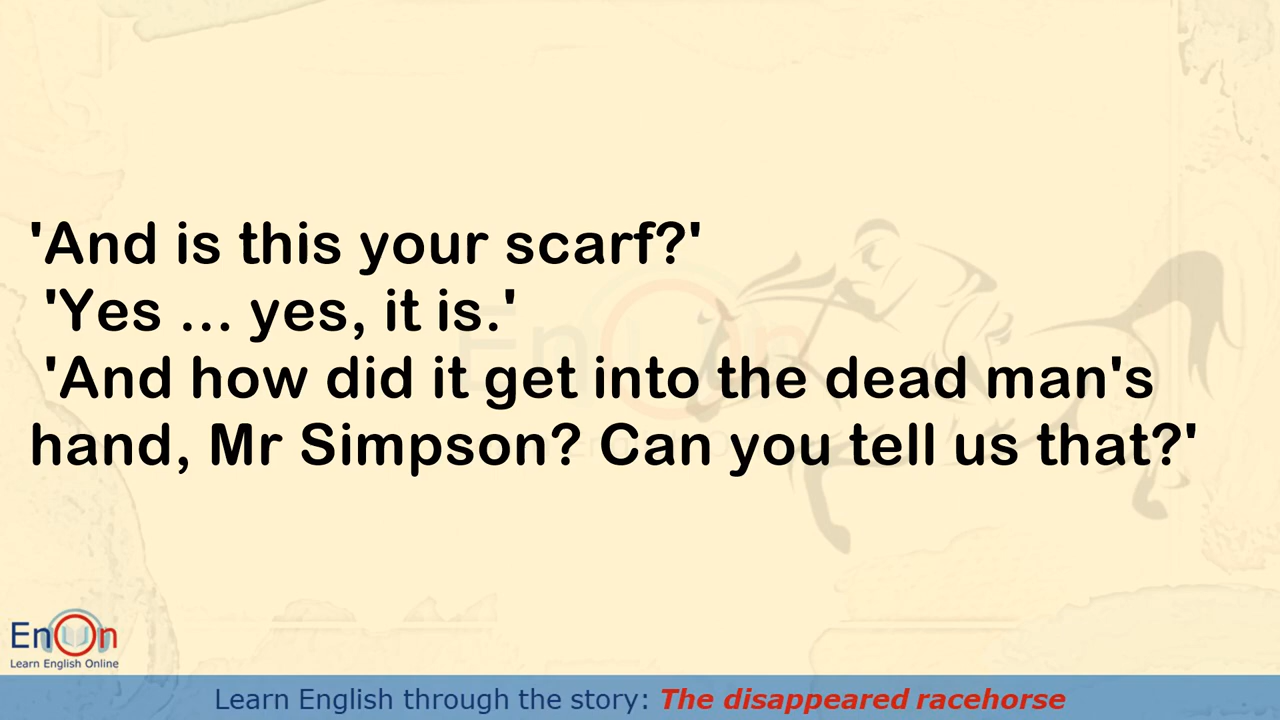 'And is this your scarf?'
'Yes ... yes, it is.'
'And how did it get into the dead man's
hand, Mr Simpson? Can you tell us that?'
EnOn
Learn English Online
Learn English through the story: The disappeared racehorse